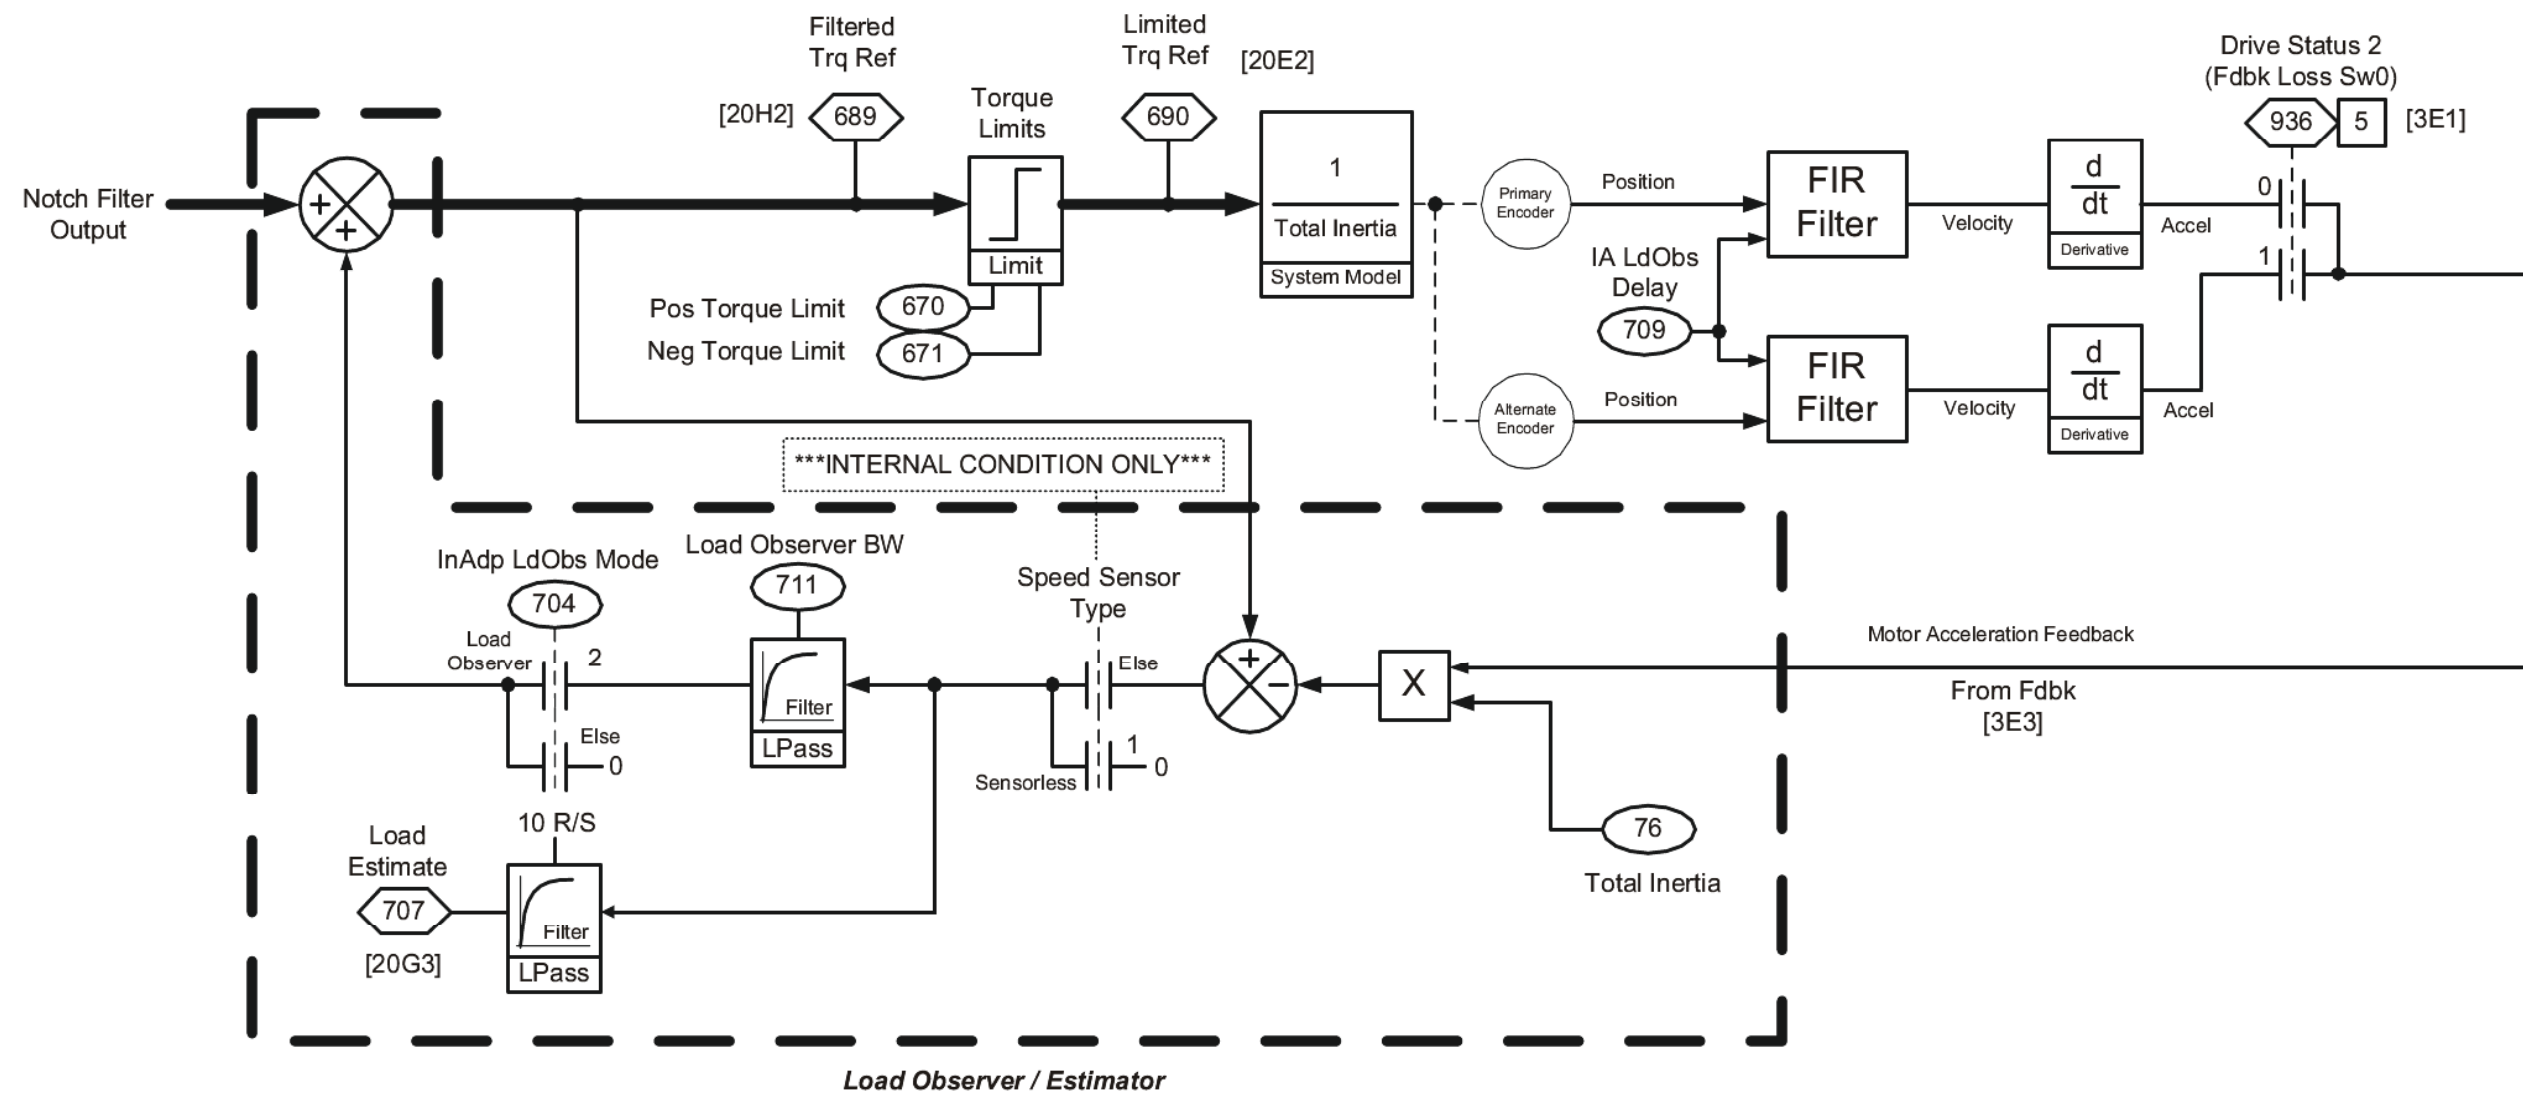 Filtered
Trq Ref
[20H2]
689
Torque
Limits
Limited
Trq Ref
[20E2]
690
Drive Status 2
(Fdbk Loss Sw0)
936
5
[3E1]
Notch Filter
Output
+
+
Limit
1
Total Inertia
System Model
Primary
Encoder
Position
FIR
Filter
Velocity
d
dt
Derivative
Accel
0
1
Pos Torque Limit
670
Neg Torque Limit
671
IA LdObs
Delay
709
Alternate
Encoder
Position
FIR
Filter
Velocity
d
dt
Derivative
Accel
***INTERNAL CONDITION ONLY***
InAdp LdObs Mode
704
Load Observer BW
711
Speed Sensor
Type
Load
Observer
2
Filter
LPass
Else
+
−
X
Motor Acceleration Feedback
From Fdbk
[3E3]
Else
0
Sensorless
1
0
76
Total Inertia
10 R/S
Load
Estimate
707
[20G3]
Filter
LPass
Load Observer / Estimator